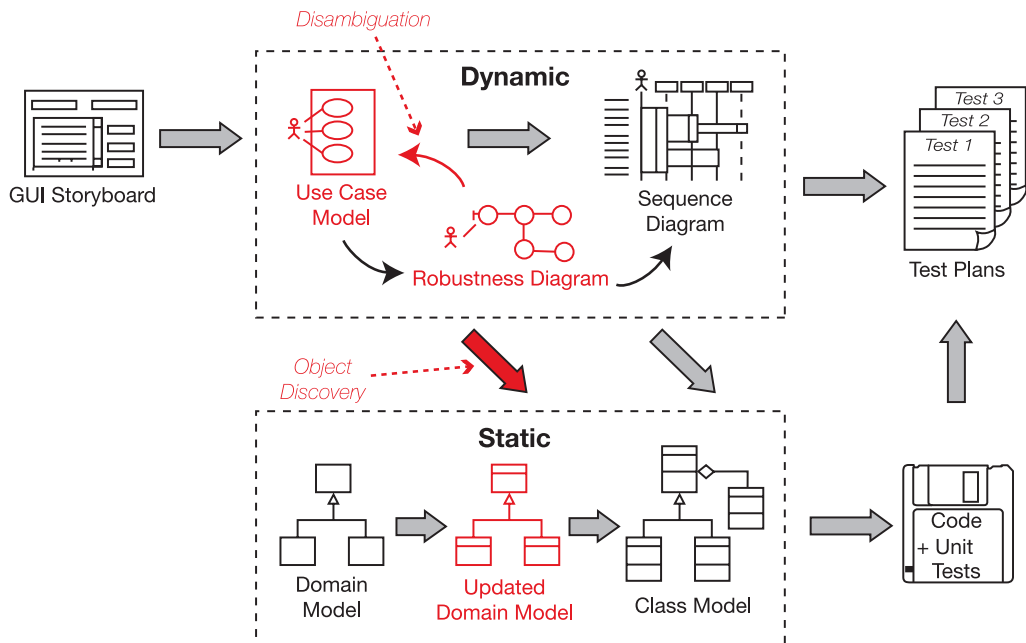 Disambiguation
Dynamic
GUI Storyboard
Use Case
Model
Sequence
Diagram
Robustness Diagram
Test 3
Test 2
Test 1
Test Plans
Object
Discovery
Static
Domain
Model
Updated
Domain Model
Class Model
Code
+ Unit
Tests